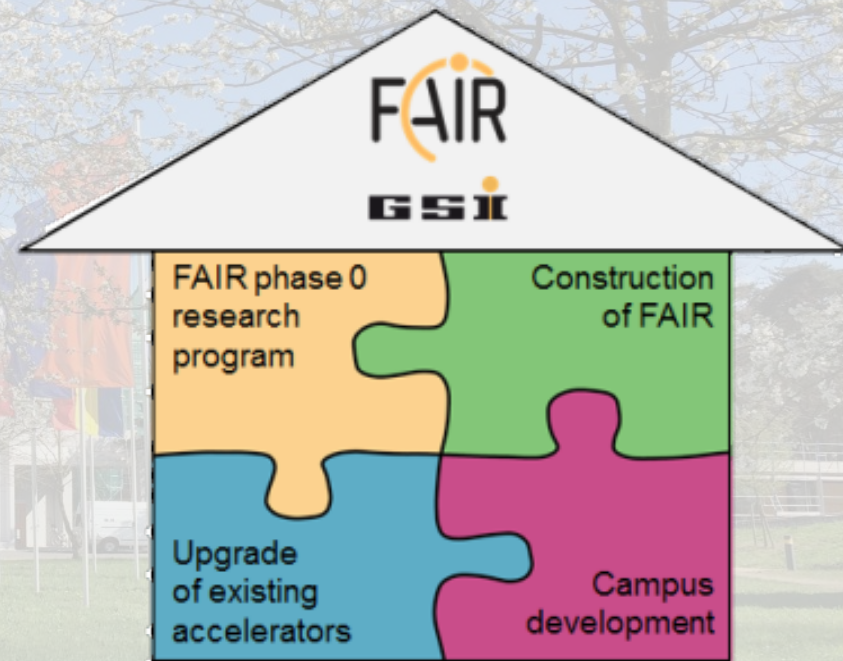 FAIR
GSI
FAIR phase 0
research
program
Construction
of FAIR
Upgrade
of existing
accelerators
Campus
development